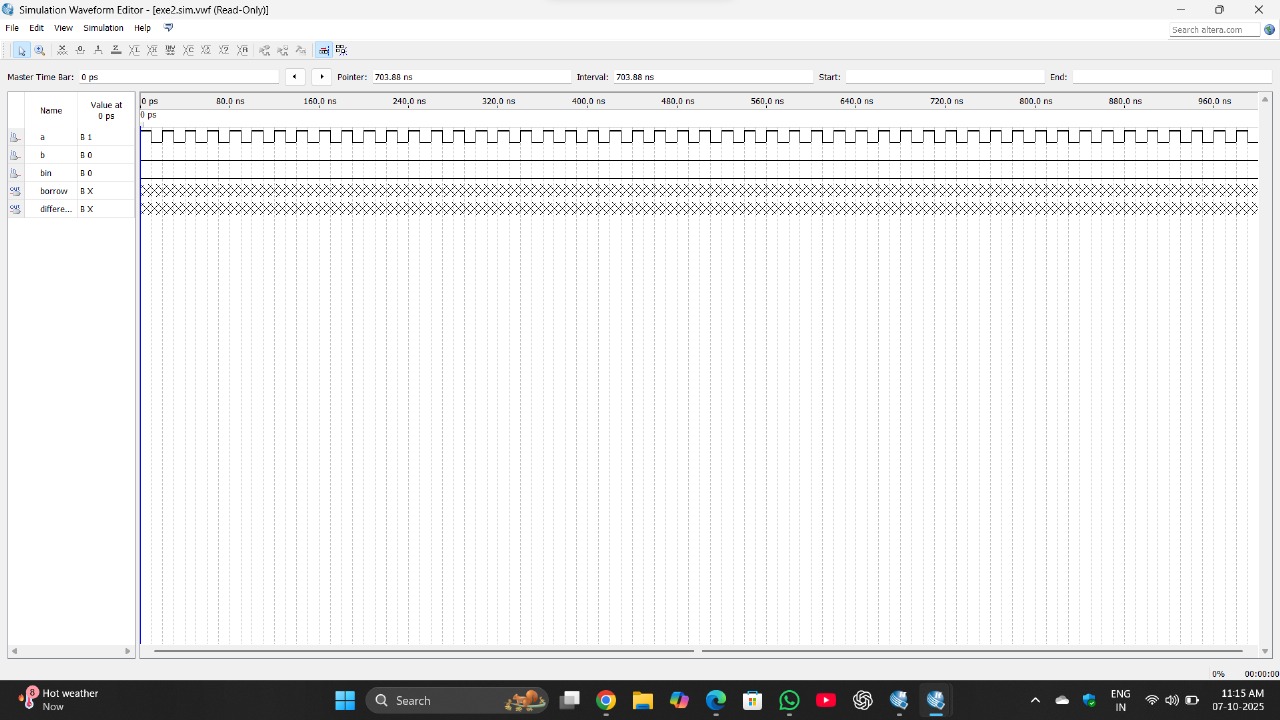 Simulation Waveform Editor - [exe2.sim.vwf (Read-Only)]
File Edit View Simulation Help
Search altera.com
Master Time Bar: 0 ps Pointer: 703.88 ns Interval: 703.88 ns Start: End:
Name Value at 0 ps
0 ps 80.0 ns 160.0 ns 240.0 ns 320.0 ns 400.0 ns 480.0 ns 560.0 ns 640.0 ns 720.0 ns 800.0 ns 880.0 ns 960.0 ns
0 ps
a B 1
b B 0
bin B 0
borrow B X
differe... B X
0% 00:00:00
8 Hot weather
Now
Search
ENG
IN
11:15 AM
07-10-2025